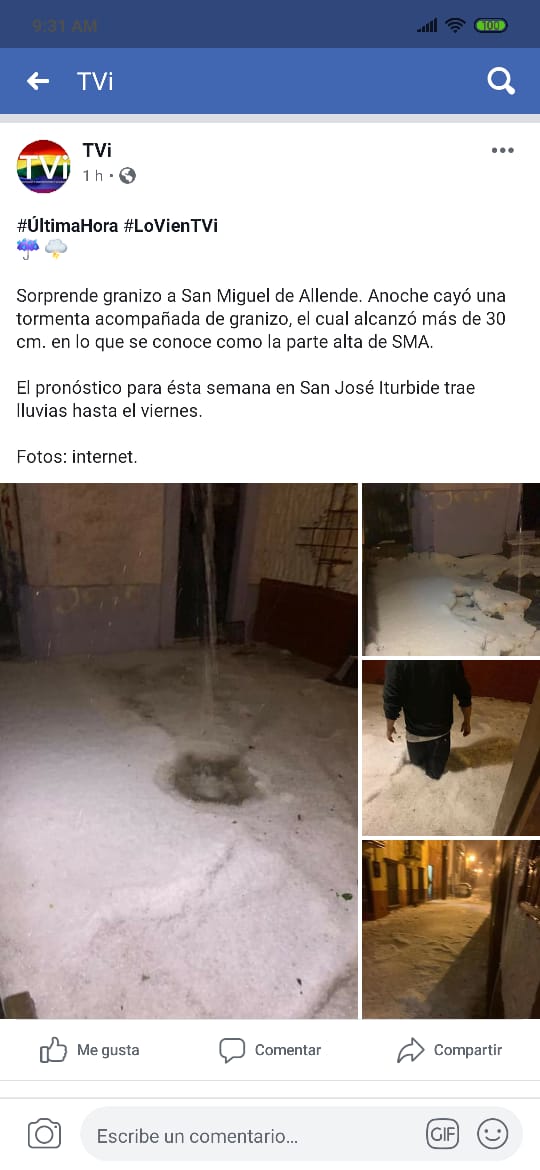 9:31 AM
100
TVi
TVi
TVi
1 h
#ÚltimaHora #LoVienTVi
Sorprende granizo a San Miguel de Allende. Anoche cayó una
tormenta acompañada de granizo, el cual alcanzó más de 30
cm. en lo que se conoce como la parte alta de SMA.
El pronóstico para ésta semana en San José Iturbide trae
lluvias hasta el viernes.
Fotos: internet.
Me gusta
Comentar
Compartir
Escribe un comentario...
GIF